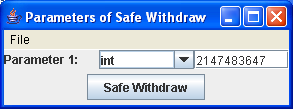 Parameters of Safe Withdraw
File
Parameter 1: int 2147483647
Safe Withdraw